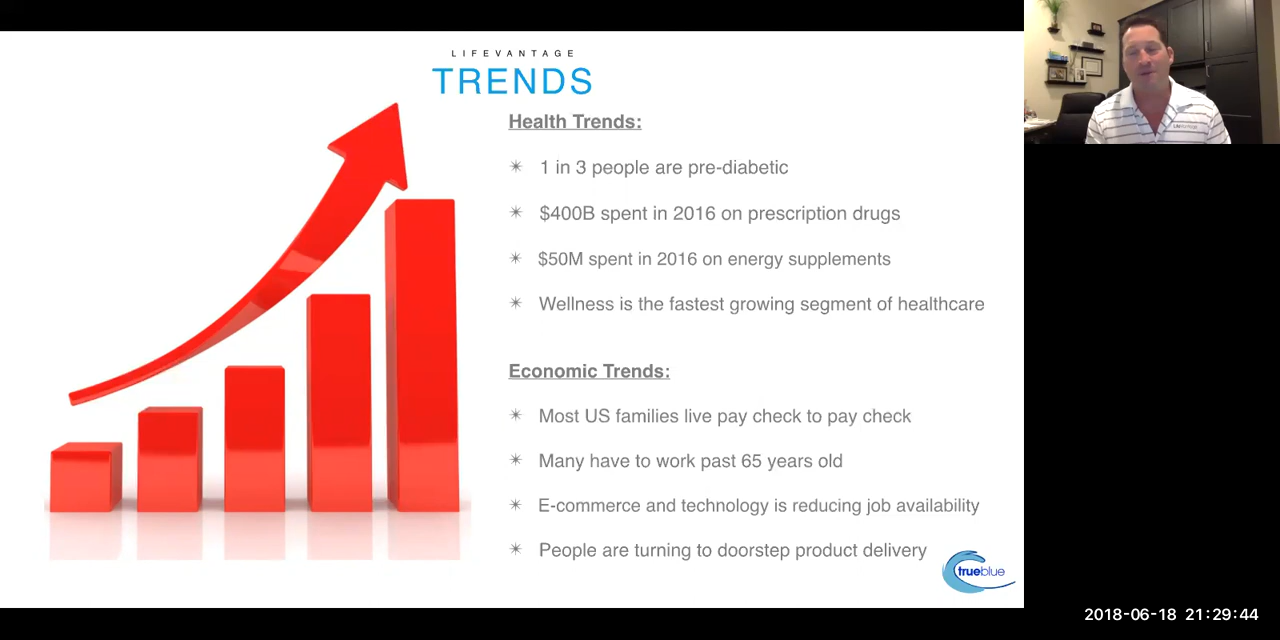 LIFEVANTAGE
TRENDS
Health Trends:
✴ 1 in 3 people are pre-diabetic
✴ $400B spent in 2016 on prescription drugs
✴ $50M spent in 2016 on energy supplements
✴ Wellness is the fastest growing segment of healthcare
Economic Trends:
✴ Most US families live pay check to pay check
✴ Many have to work past 65 years old
✴ E-commerce and technology is reducing job availability
✴ People are turning to doorstep product delivery
trueblue
2018-06-18 21:29:44